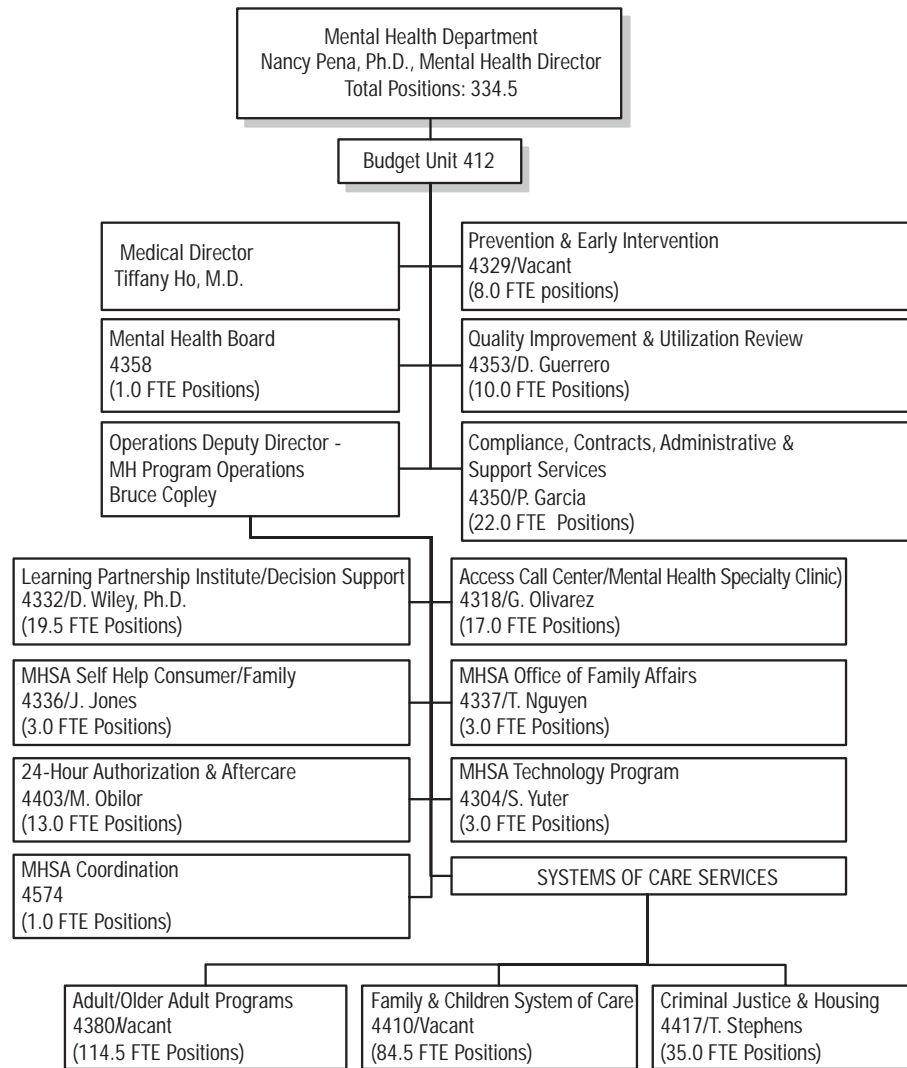 Mental Health Department
Nancy Pena, Ph.D., Mental Health Director
Total Positions: 334.5
Budget Unit 412
Medical Director
Tiffany Ho, M.D.
Prevention & Early Intervention
4329/Vacant
(8.0 FTE positions)
Mental Health Board
4358
(1.0 FTE Positions)
Quality Improvement & Utilization Review
4353/D. Guerrero
(10.0 FTE Positions)
Operations Deputy Director -
MH Program Operations
Bruce Copley
Compliance, Contracts, Administrative &
Support Services
4350/P. Garcia
(22.0 FTE Positions)
Learning Partnership Institute/Decision Support
4332/D. Wiley, Ph.D.
(19.5 FTE Positions)
Access Call Center/Mental Health Specialty Clinic)
4318/G. Olivarez
(17.0 FTE Positions)
MHSA Self Help Consumer/Family
4336/J. Jones
(3.0 FTE Positions)
MHSA Office of Family Affairs
4337/T. Nguyen
(3.0 FTE Positions)
24-Hour Authorization & Aftercare
4403/M. Obilor
(13.0 FTE Positions)
MHSA Technology Program
4304/S. Yuter
(3.0 FTE Positions)
MHSA Coordination
4574
(1.0 FTE Positions)
SYSTEMS OF CARE SERVICES
Adult/Older Adult Programs
4380/Vacant
(114.5 FTE Positions)
Family & Children System of Care
4410/Vacant
(84.5 FTE Positions)
Criminal Justice & Housing
4417/T. Stephens
(35.0 FTE Positions)